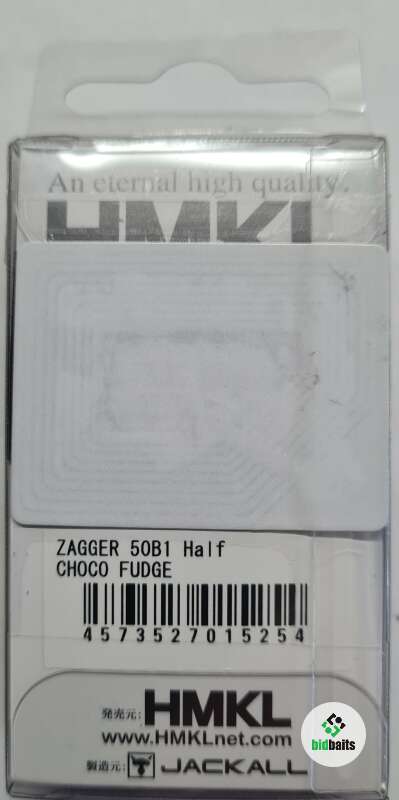 An eternal high quality.
HMKL
ZAGGER 50B1 Half
CHOCO FUDGE
4573527015254
発売元: HMKL
www.HMKLnet.com
製造元: JACKALL
bidbaits